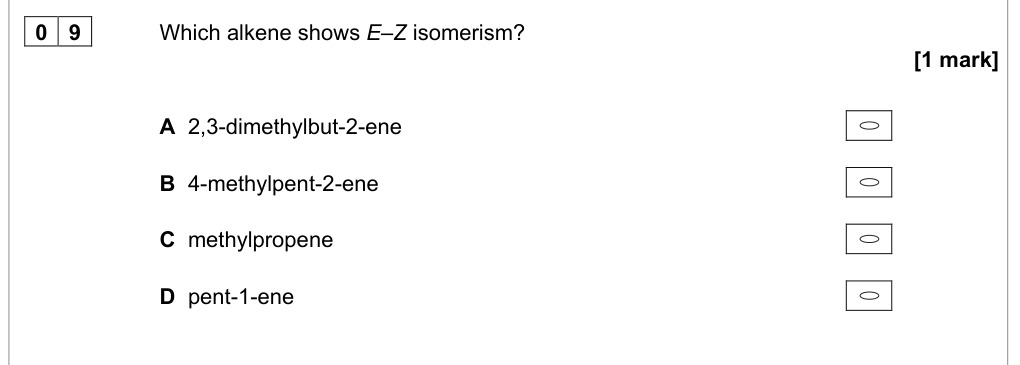 0 9 Which alkene shows E–Z isomerism?
[1 mark]
A 2,3-dimethylbut-2-ene
B 4-methylpent-2-ene
C methylpropene
D pent-1-ene